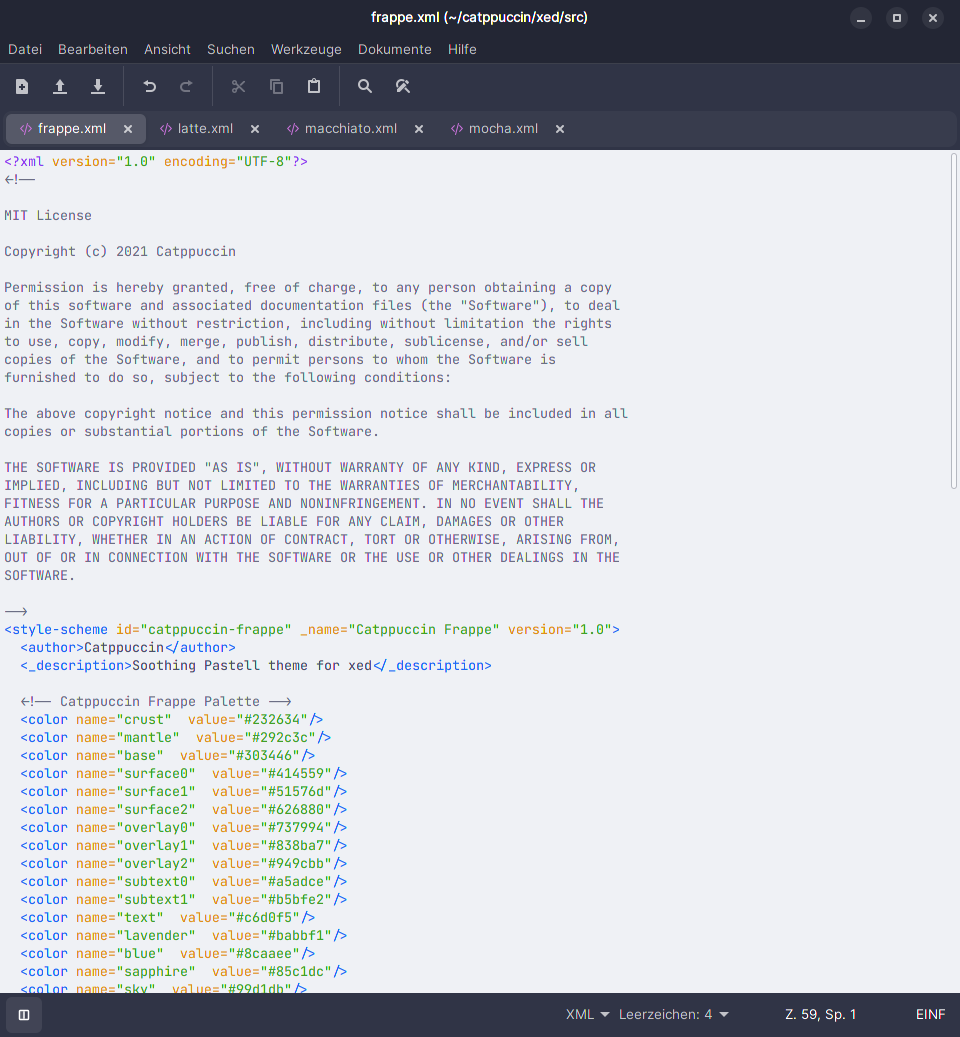 frappe.xml (~/catppuccin/xed/src)
Datei Bearbeiten Ansicht Suchen Werkzeuge Dokumente Hilfe
frappe.xml latte.xml macchiato.xml mocha.xml
<?xml version="1.0" encoding="UTF-8"?>
<!--
MIT License
Copyright (c) 2021 Catppuccin
Permission is hereby granted, free of charge, to any person obtaining a copy
of this software and associated documentation files (the "Software"), to deal
in the Software without restriction, including without limitation the rights
to use, copy, modify, merge, publish, distribute, sublicense, and/or sell
copies of the Software, and to permit persons to whom the Software is
furnished to do so, subject to the following conditions:
The above copyright notice and this permission notice shall be included in all
copies or substantial portions of the Software.
THE SOFTWARE IS PROVIDED "AS IS", WITHOUT WARRANTY OF ANY KIND, EXPRESS OR
IMPLIED, INCLUDING BUT NOT LIMITED TO THE WARRANTIES OF MERCHANTABILITY,
FITNESS FOR A PARTICULAR PURPOSE AND NONINFRINGEMENT. IN NO EVENT SHALL THE
AUTHORS OR COPYRIGHT HOLDERS BE LIABLE FOR ANY CLAIM, DAMAGES OR OTHER
LIABILITY, WHETHER IN AN ACTION OF CONTRACT, TORT OR OTHERWISE, ARISING FROM,
OUT OF OR IN CONNECTION WITH THE SOFTWARE OR THE USE OR OTHER DEALINGS IN THE
SOFTWARE.
-->
<style-scheme id="catppuccin-frappe" _name="Catppuccin Frappe" version="1.0">
  <author>Catppuccin</author>
  <_description>Soothing Pastell theme for xed</_description>
  <!-- Catppuccin Frappe Palette -->
  <color name="crust"  value="#232634"/>
  <color name="mantle"  value="#292c3c"/>
  <color name="base"  value="#303446"/>
  <color name="surface0"  value="#414559"/>
  <color name="surface1"  value="#51576d"/>
  <color name="surface2"  value="#626880"/>
  <color name="overlay0"  value="#737994"/>
  <color name="overlay1"  value="#838ba7"/>
  <color name="overlay2"  value="#949cbb"/>
  <color name="subtext0"  value="#a5adce"/>
  <color name="subtext1"  value="#b5bfe2"/>
  <color name="text"  value="#c6d0f5"/>
  <color name="lavender"  value="#babbf1"/>
  <color name="blue"  value="#8caaee"/>
  <color name="sapphire"  value="#85c1dc"/>
  <color name="sky"  value="#99d1db"/>
XML Leerzeichen: 4 Z. 59, Sp. 1 EINF